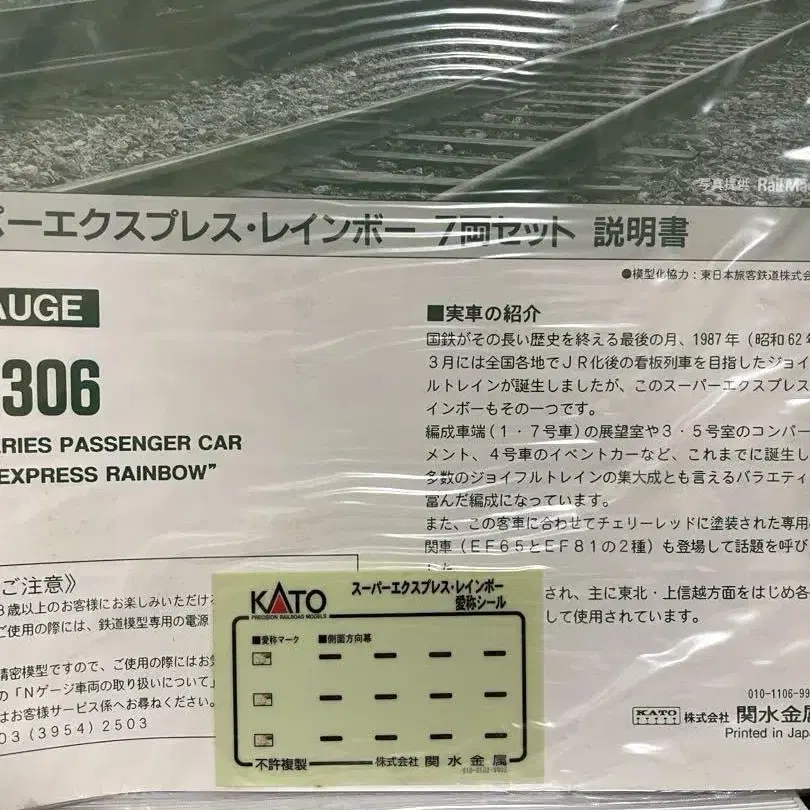 写真提供 Rail Ma
パーエクスプレス・レインボー 7両セット 説明書
●模型化協力：東日本旅客鉄道株式会
AUGE
306
ERIES PASSENGER CAR
EXPRESS RAINBOW"
■実車の紹介
国鉄がその長い歴史を終える最後の月、1987年（昭和62年
3月には全国各地でJR化後の看板列車を目指したジョイ
ルトレインが誕生しましたが、このスーパーエクスプレス
インボーもその一つです。
編成車端（1・7号車）の展望室や3・5号室のコンパー
メント、4号車のイベントカーなど、これまでに誕生し
多数のジョイフルトレインの集大成とも言えるバラエティ
富んだ編成になっています。
また、この客車に合わせてチェリーレッドに塗装された専用
関車（EF65とEF81の2種）も登場して話題を呼び
した
され、主に東北・上信越方面をはじめ各
して使用されています。
ご注意》
8歳以上のお客様にお楽しみいただけ
ご使用の際には、鉄道模型専用の電源
精密模型ですので、ご使用の際にはお気
の「Nゲージ車両の取り扱いについて」
はお客様サービス係へお尋ねください。
03(3954)2503
KATO
PRECISION RAILROAD MODELS
スーパーエクスプレス・レインボー
愛称シール
■愛称マーク ■側面方向幕
不許複製 株式会社 関水金属
010-1106-99
KATO 株式会社 関水金属
Printed in Japa